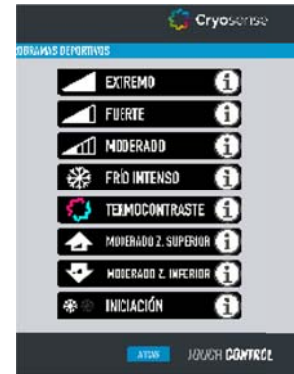 Cryosense
OGRAMAS DEPORTIVOS
EXTREMO
FUERTE
MODERADO
FRÍO INTENSO
TERMOCONTRASTE
MODERADO Z. SUPERIOR
MODERADO Z. INFERIOR
INICIACIÓN
TOUCH CONTROL